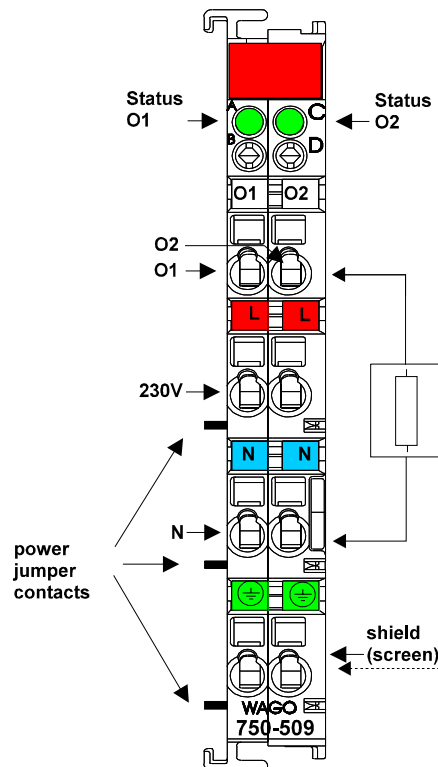 Status
O1
A
C
Status
O2
B
D
O1 O2
O2
O1
L L
230V
N N
N
power
jumper
contacts
shield
(screen)
WAGO
750-509